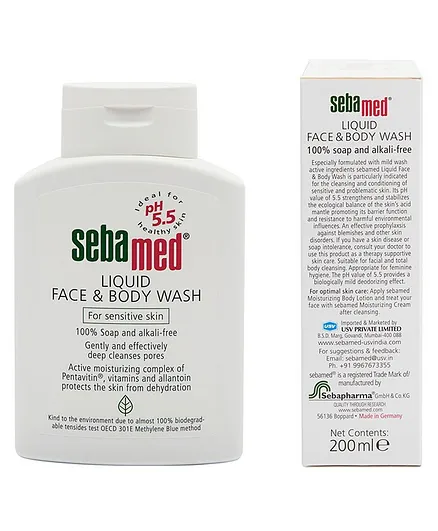 Ideal for
pH
5.5
healthy skin
sebamed®
LIQUID
FACE & BODY WASH
For sensitive skin
100% Soap and alkali-free
Gently and effectively
deep cleanses pores
Active moisturizing complex of
Pentavitin®, vitamins and allantoin
protects the skin from dehydration
Kind to the environment due to almost 100% biodegrad-
able tensides test OECD 301E Methylene Blue method
sebamed®
LIQUID
FACE & BODY WASH
100% soap and alkali-free
Especially formulated with mild wash
active ingredients sebamed Liquid Face
& Body Wash is particularly indicated
for the cleansing and conditioning of
sensitive and problematic skin. Its pH
value of 5.5 strengthens and stabilizes
the ecological balance of the skin's acid
mantle promoting its barrier function
and resistance to harmful environmental
influences. An effective prophylaxis
against blemishes and other skin
disorders. If you have a skin disease or
soap intolerance, consult your doctor to
use this product as a therapy supportive
skin care. Suitable for facial and total
body cleansing. Appropriate for feminine
hygiene. The pH value of 5.5 provides a
biologically mild deodorizing effect.
For optimal skin care: Apply sebamed
Moisturizing Body Lotion and treat your
face with sebamed Moisturizing Cream
after cleansing.
USV
Imported & Marketed by
USV PRIVATE LIMITED
B.S.D. Marg, Govandi, Mumbai 400 088.
www.sebamed-usvindia.com
For suggestions & feedback:
Email: sebamed@usv.in
Ph. +91 9967673355
sebamed® is a registered Trade Mark of/
manufactured by
Sebapharma GmbH & Co.KG
QUALITY THROUGH RESEARCH
www.sebamed.com
56136 Boppard • Made in Germany
Net Contents:
200ml℮